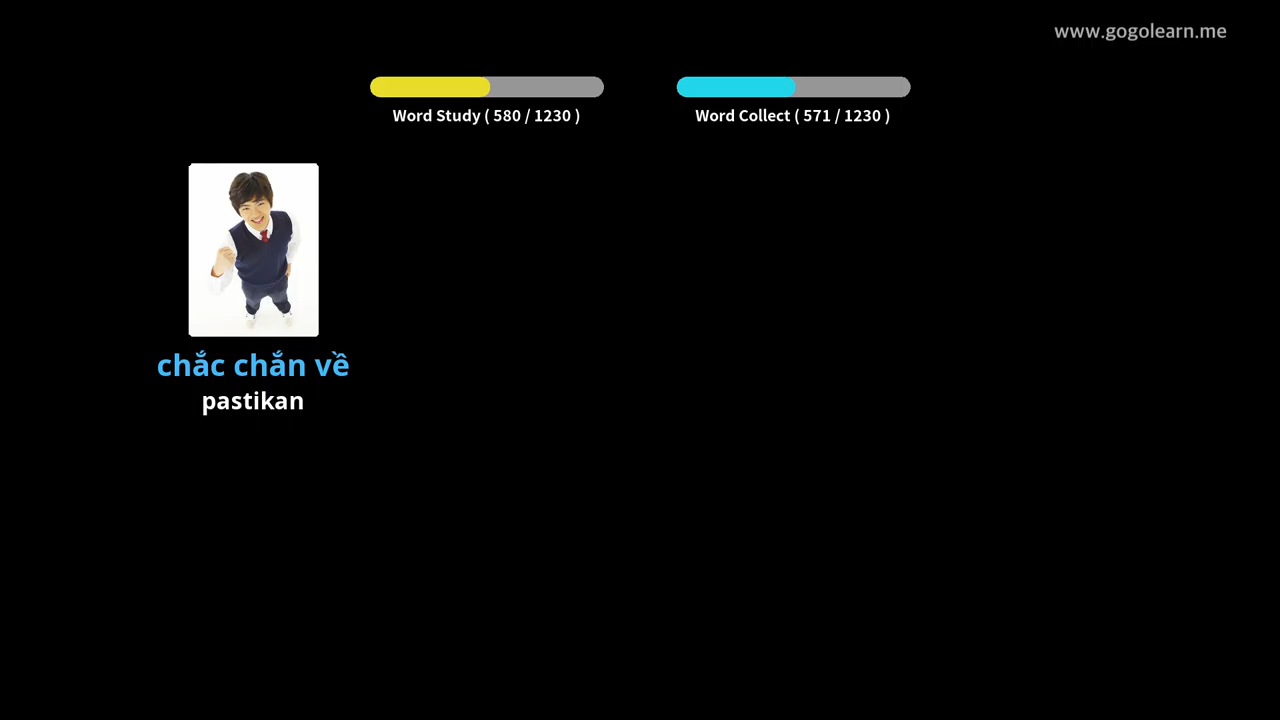 www.gogolearn.me
Word Study ( 580 / 1230 )
Word Collect ( 571 / 1230 )
chắc chắn về
pastikan